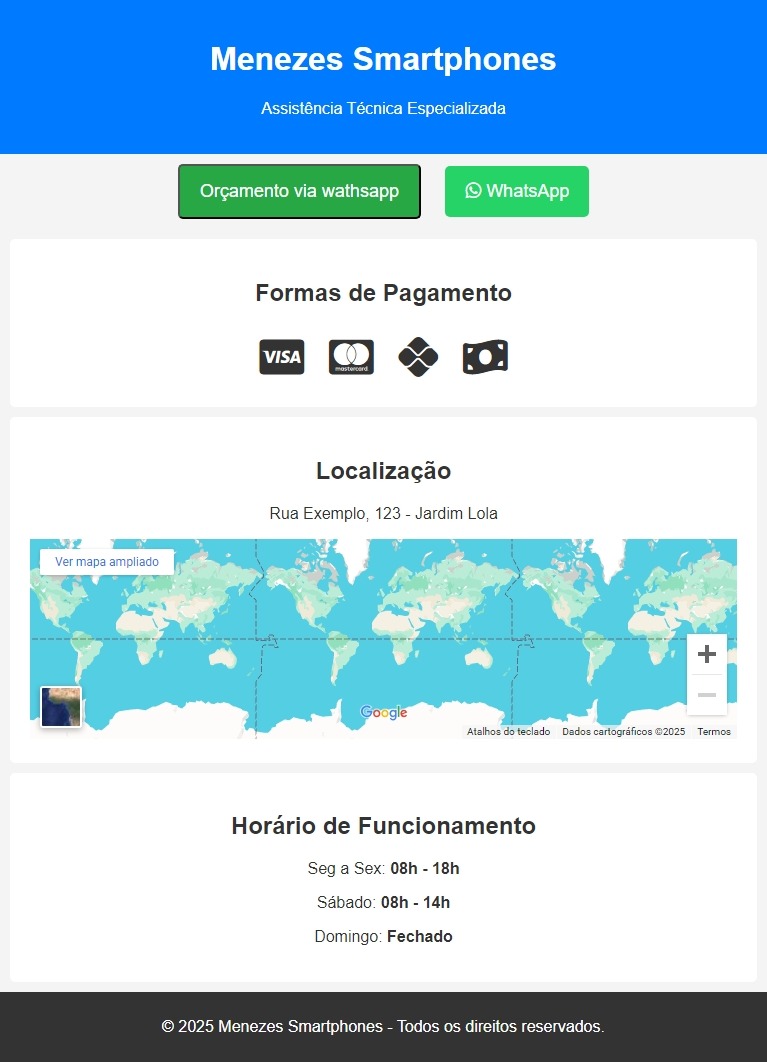 Menezes Smartphones
Assistência Técnica Especializada
Orçamento via wathsapp
WhatsApp
Formas de Pagamento
VISA
mastercard
Localização
Rua Exemplo, 123 - Jardim Lola
Ver mapa ampliado
Google
Atalhos do teclado Dados cartográficos ©2025 Termos
Horário de Funcionamento
Seg a Sex: 08h - 18h
Sábado: 08h - 14h
Domingo: Fechado
© 2025 Menezes Smartphones - Todos os direitos reservados.